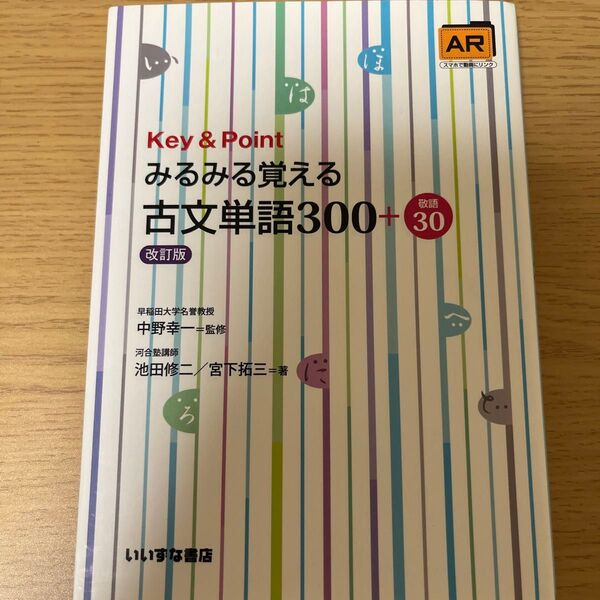 AR
スマホで動画にリンク
い
は
ほ
Key & Point
みるみる覚える
古文単語300+
敬語
30
改訂版
早稲田大学名誉教授
中野幸一=監修
河合塾講師
池田修二/宮下拓三=著
へ
に
ろ
と
いいずな書店